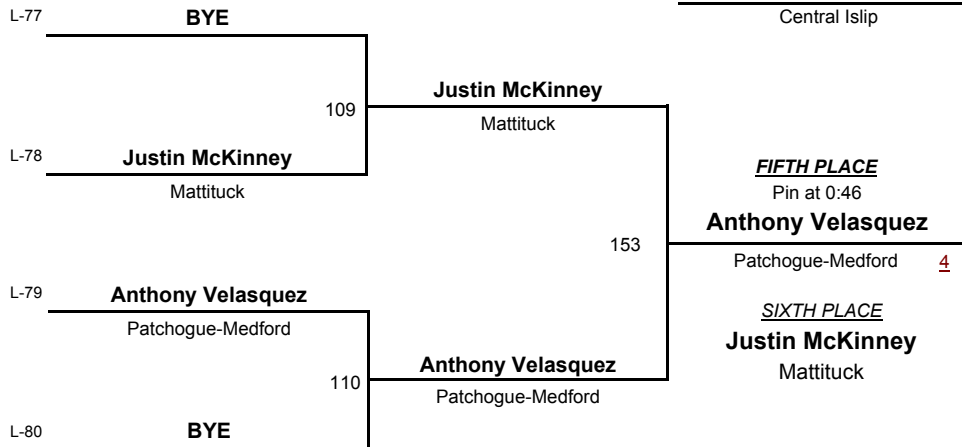 L-77
BYE
Central Islip
109
Justin McKinney
Mattituck
L-78
Justin McKinney
Mattituck
FIFTH PLACE
Pin at 0:46
Anthony Velasquez
153
Patchogue-Medford 4
L-79
Anthony Velasquez
Patchogue-Medford
SIXTH PLACE
Justin McKinney
Mattituck
110
Anthony Velasquez
Patchogue-Medford
L-80
BYE